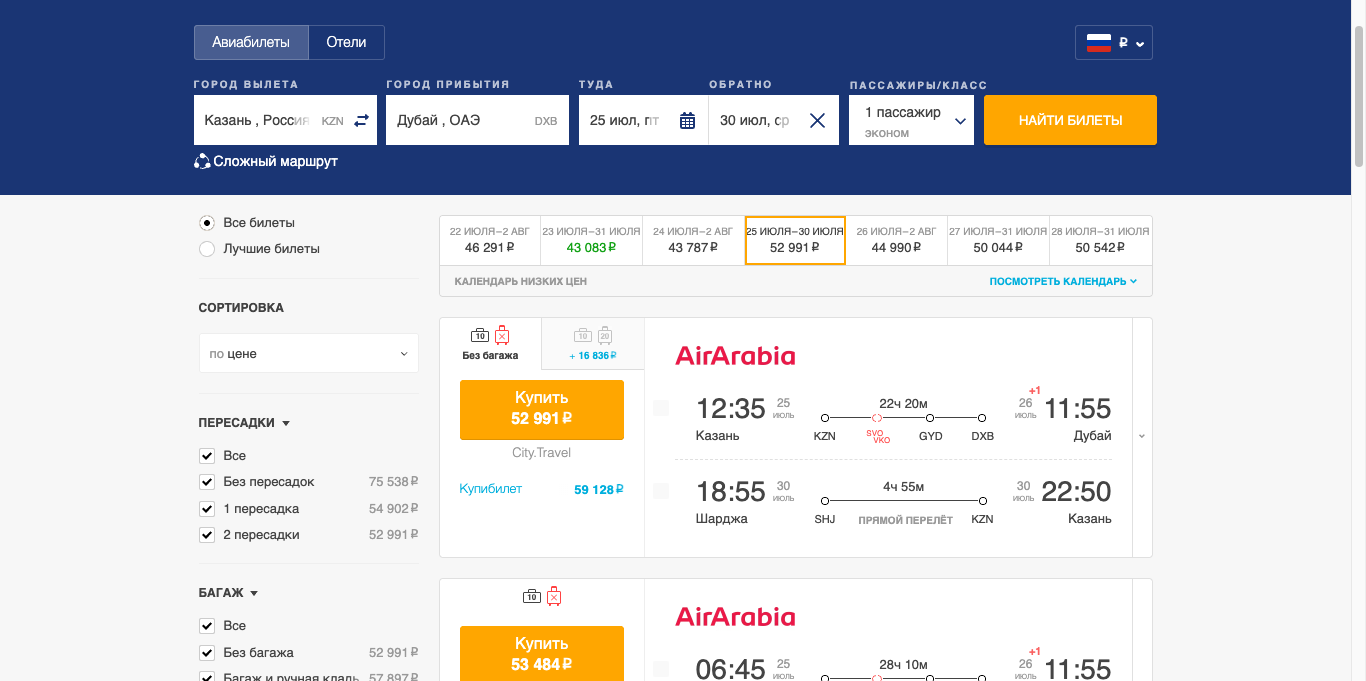 Авиабилеты Отели ₽
ГОРОД ВЫЛЕТА ГОРОД ПРИБЫТИЯ ТУДА ОБРАТНО ПАССАЖИРЫ/КЛАСС
Казань , Россия KZN Дубай , ОАЭ DXB 25 июл, пт 30 июл, ср 1 пассажир НАЙТИ БИЛЕТЫ
эконом
Сложный маршрут
Все билеты
Лучшие билеты
СОРТИРОВКА
по цене
ПЕРЕСАДКИ
Все
Без пересадок 75 538 ₽
1 пересадка 54 902 ₽
2 пересадки 52 991 ₽
БАГАЖ
Все
Без багажа 52 991 ₽
Багаж и ручная кладь 57 897 ₽
22 ИЮЛЯ–2 АВГ 23 ИЮЛЯ–31 ИЮЛЯ 24 ИЮЛЯ–2 АВГ 25 ИЮЛЯ–30 ИЮЛЯ 26 ИЮЛЯ–2 АВГ 27 ИЮЛЯ–31 ИЮЛЯ 28 ИЮЛЯ–31 ИЮЛЯ
46 291 ₽ 43 083 ₽ 43 787 ₽ 52 991 ₽ 44 990 ₽ 50 044 ₽ 50 542 ₽
КАЛЕНДАРЬ НИЗКИХ ЦЕН ПОСМОТРЕТЬ КАЛЕНДАРЬ
10 10 20
Без багажа + 16 836 ₽
Купить
52 991 ₽
City.Travel
Купибилет 59 128 ₽
AirArabia
+1
12:35 25 июль 22ч 20м 26 июль 11:55
Казань KZN SVO VKO GYD DXB Дубай
18:55 30 июль 4ч 55м 30 июль 22:50
Шарджа SHJ ПРЯМОЙ ПЕРЕЛЁТ KZN Казань
10
Купить
53 484 ₽
AirArabia
+1
06:45 25 июль 28ч 10м 26 июль 11:55